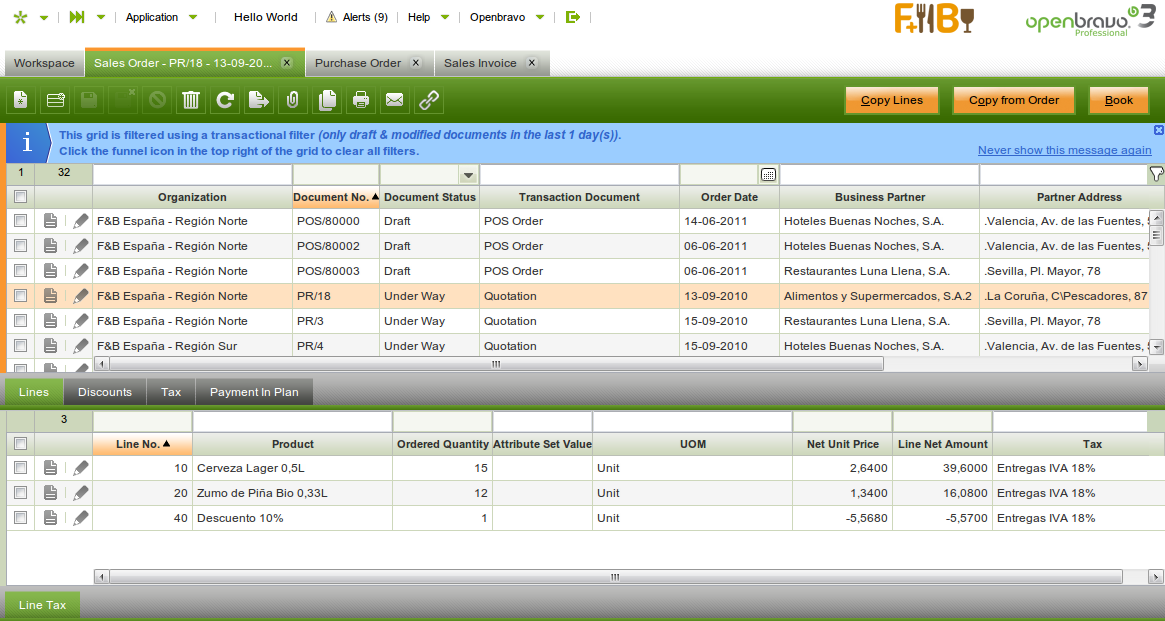 Application Hello World Alerts (9) Help Openbravo
F&B
openbravo 3
Professional
Workspace Sales Order - PR/18 - 13-09-20... x Purchase Order x Sales Invoice x
Copy Lines Copy from Order Book
i This grid is filtered using a transactional filter (only draft & modified documents in the last 1 day(s)).
Click the funnel icon in the top right of the grid to clear all filters. Never show this message again
1 32
Organization Document No. Document Status Transaction Document Order Date Business Partner Partner Address
F&B España - Región Norte POS/80000 Draft POS Order 14-06-2011 Hoteles Buenas Noches, S.A. .Valencia, Av. de las Fuentes,
F&B España - Región Norte POS/80002 Draft POS Order 06-06-2011 Hoteles Buenas Noches, S.A. .Valencia, Av. de las Fuentes,
F&B España - Región Norte POS/80003 Draft POS Order 06-06-2011 Restaurantes Luna Llena, S.A. .Sevilla, Pl. Mayor, 78
F&B España - Región Norte PR/18 Under Way Quotation 13-09-2010 Alimentos y Supermercados, S.A.2 .La Coruña, C\Pescadores, 87
F&B España - Región Norte PR/3 Under Way Quotation 15-09-2010 Restaurantes Luna Llena, S.A. .Sevilla, Pl. Mayor, 78
F&B España - Región Sur PR/4 Under Way Quotation 15-09-2010 Hoteles Buenas Noches, S.A. .Valencia, Av. de las Fuentes,
Lines Discounts Tax Payment In Plan
3
Line No. Product Ordered Quantity Attribute Set Value UOM Net Unit Price Line Net Amount Tax
10 Cerveza Lager 0,5L 15 Unit 2,6400 39,6000 Entregas IVA 18%
20 Zumo de Piña Bio 0,33L 12 Unit 1,3400 16,0800 Entregas IVA 18%
40 Descuento 10% 1 Unit -5,5680 -5,5700 Entregas IVA 18%
Line Tax